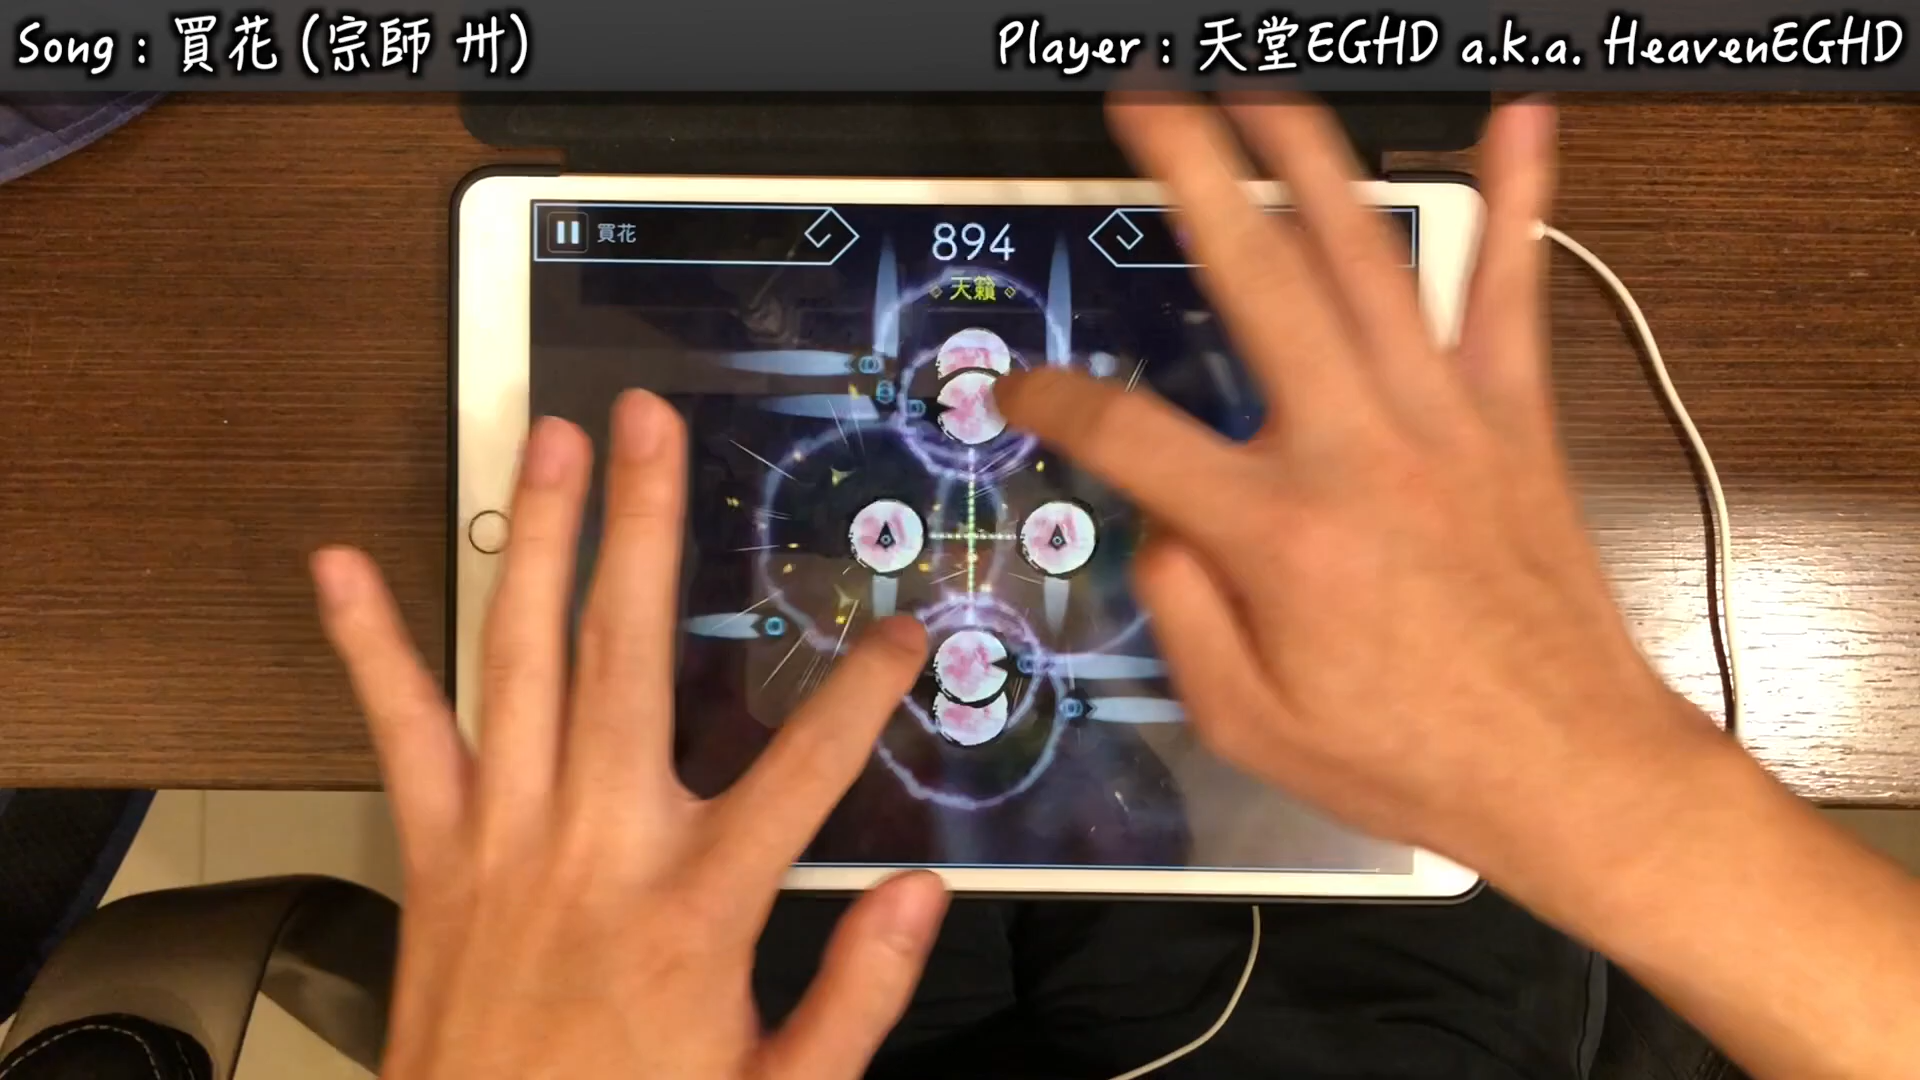 Song : 買花 (宗師 卅)
Player : 天堂EGHD a.k.a. HeavenEGHD
買花
894
天籟